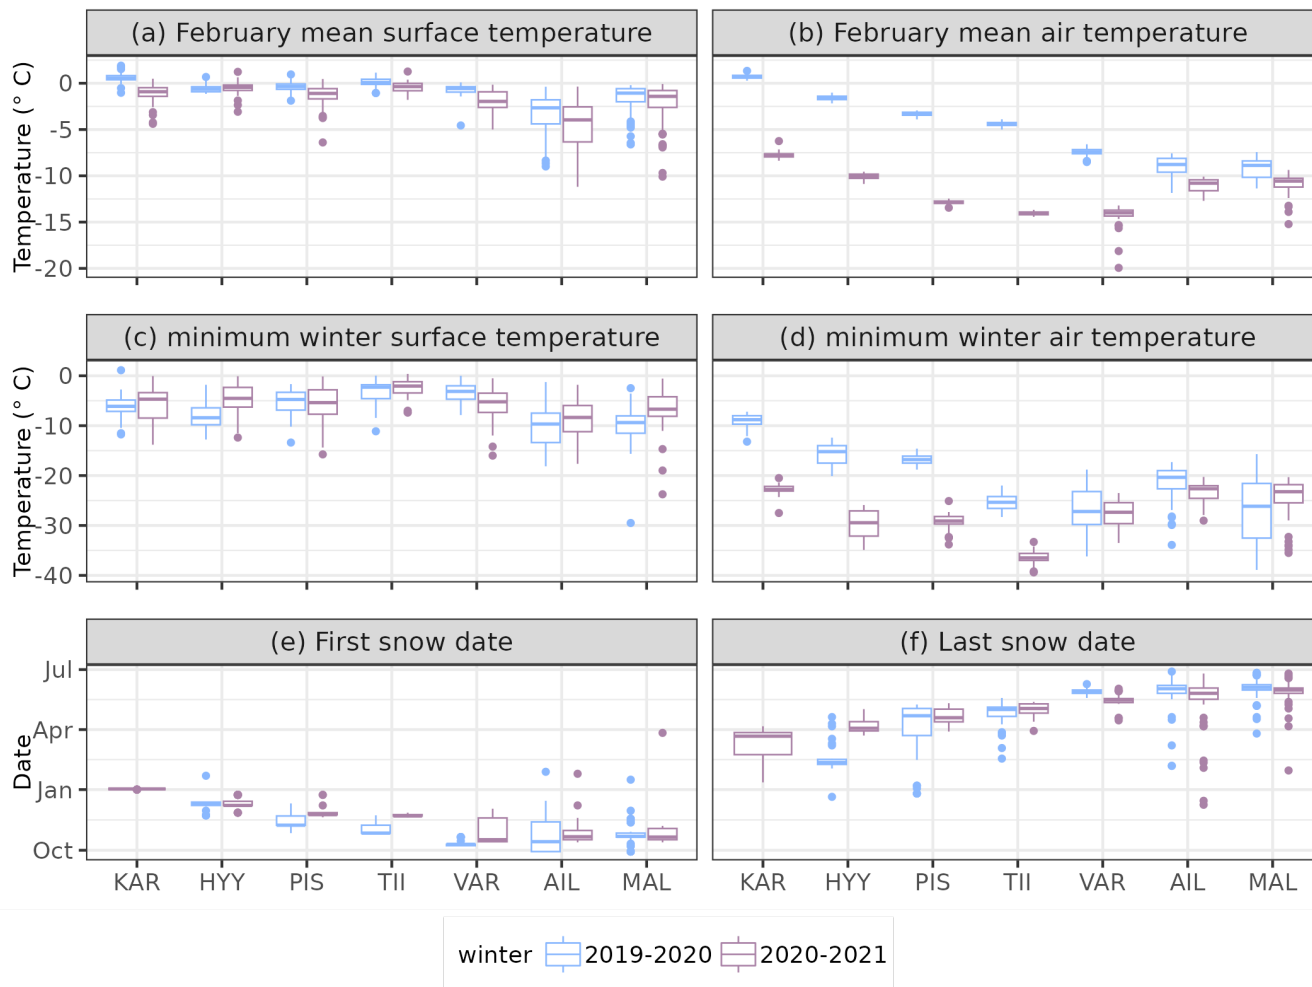 (a) February mean surface temperature
(b) February mean air temperature
Temperature (° C)
0
-5
-10
-15
-20
(c) minimum winter surface temperature
(d) minimum winter air temperature
Temperature (° C)
0
-10
-20
-30
-40
(e) First snow date
(f) Last snow date
Date
Jul
Apr
Jan
Oct
KAR HYY PIS TII VAR AIL MAL
KAR HYY PIS TII VAR AIL MAL
winter 2019-2020 2020-2021